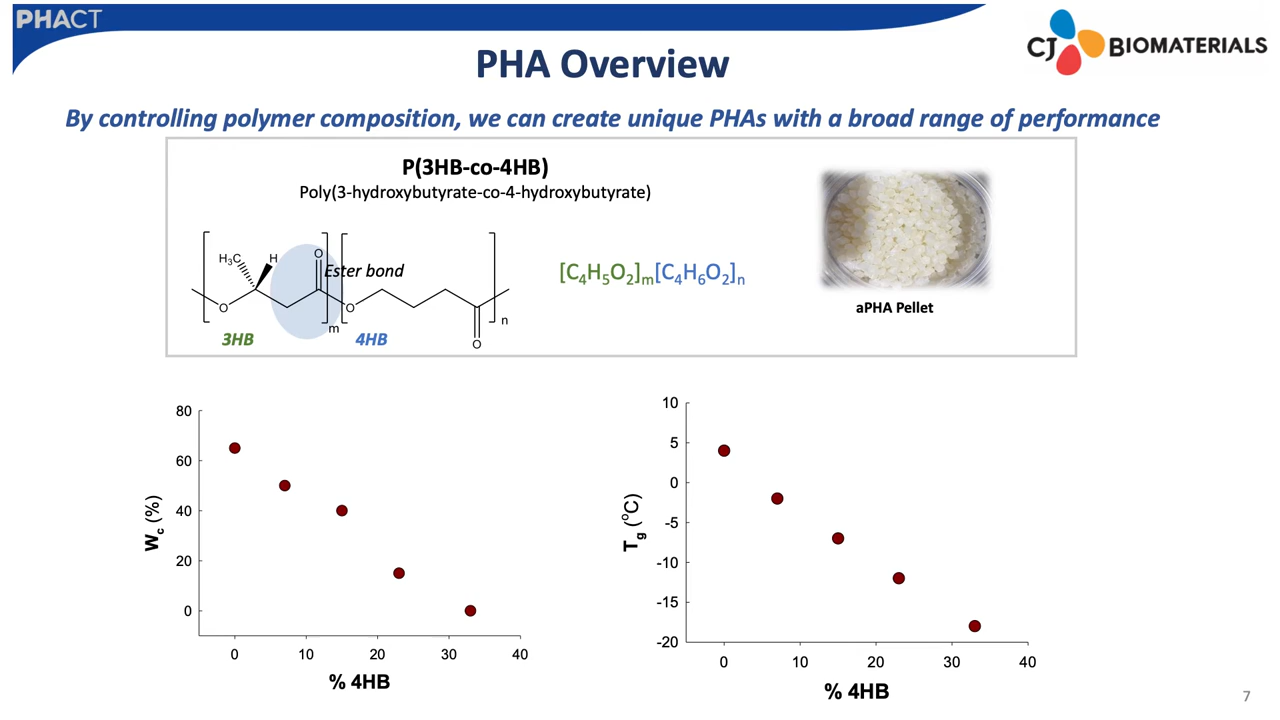 PHACT
CJ BIOMATERIALS
PHA Overview
By controlling polymer composition, we can create unique PHAs with a broad range of performance
P(3HB-co-4HB)
Poly(3-hydroxybutyrate-co-4-hydroxybutyrate)
H₃C
H
O
Ester bond
O
O
O
m
n
3HB
4HB
[C₄H₅O₂]ₘ[C₄H₆O₂]ₙ
aPHA Pellet
80
60
40
20
0
W_c (%)
0 10 20 30 40
% 4HB
10
5
0
-5
-10
-15
-20
T_g (°C)
0 10 20 30 40
% 4HB
7